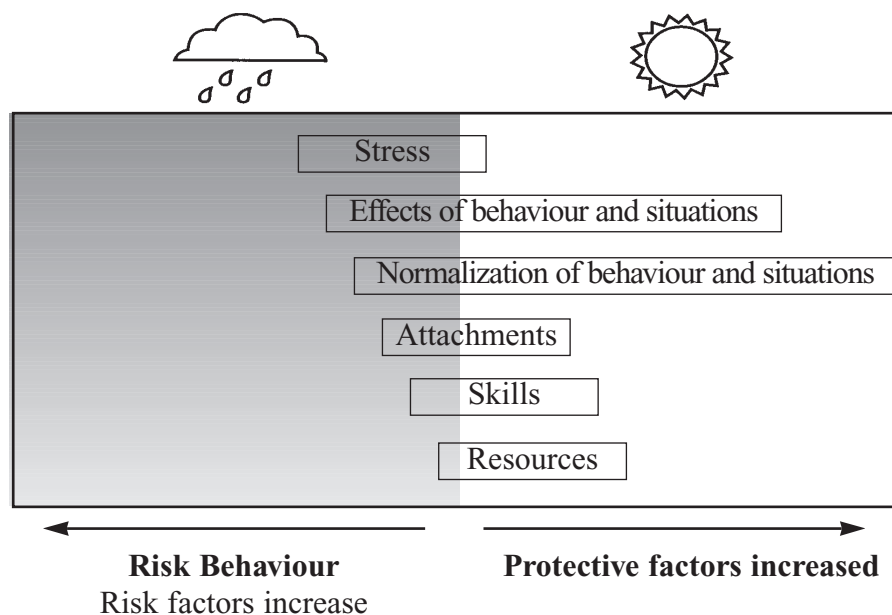 Stress
Effects of behaviour and situations
Normalization of behaviour and situations
Attachments
Skills
Resources
Risk Behaviour
Risk factors increase
Protective factors increased